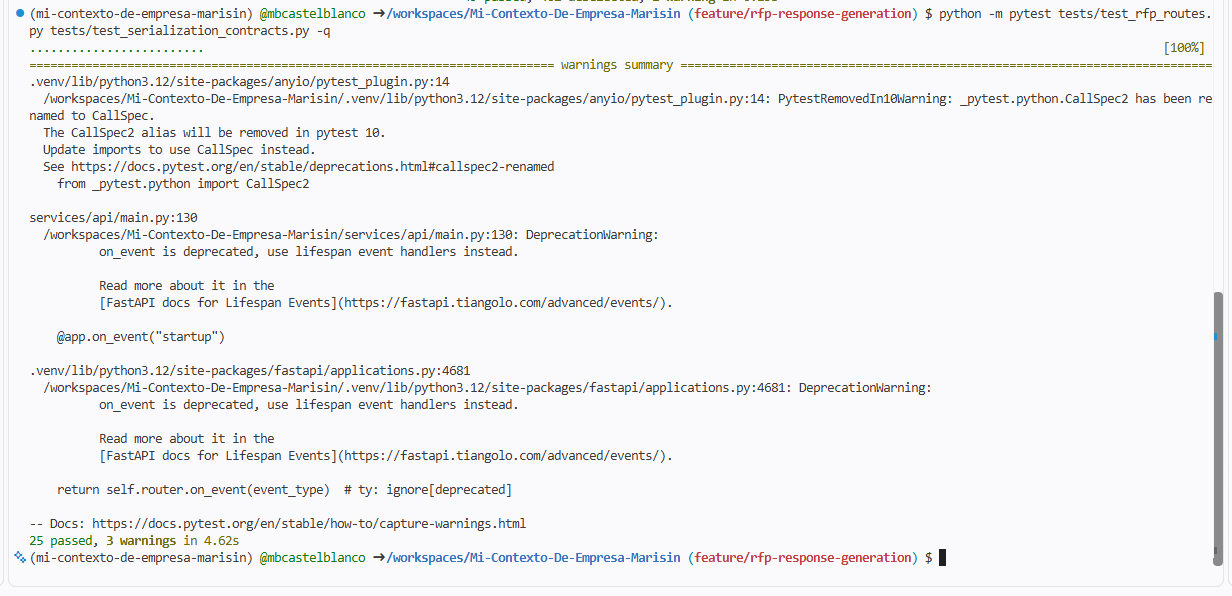 (mi-contexto-de-empresa-marisin) @mbcastelblanco ➜/workspaces/Mi-Contexto-De-Empresa-Marisin (feature/rfp-response-generation) $ python -m pytest tests/test_rfp_routes.
py tests/test_serialization_contracts.py -q
......................... [100%]
============================ warnings summary ============================
.venv/lib/python3.12/site-packages/anyio/pytest_plugin.py:14
/workspaces/Mi-Contexto-De-Empresa-Marisin/.venv/lib/python3.12/site-packages/anyio/pytest_plugin.py:14: PytestRemovedIn10Warning: _pytest.python.CallSpec2 has been re
named to CallSpec.
The CallSpec2 alias will be removed in pytest 10.
Update imports to use CallSpec instead.
See https://docs.pytest.org/en/stable/deprecations.html#callspec2-renamed
from _pytest.python import CallSpec2
services/api/main.py:130
/workspaces/Mi-Contexto-De-Empresa-Marisin/services/api/main.py:130: DeprecationWarning:
on_event is deprecated, use lifespan event handlers instead.
Read more about it in the
[FastAPI docs for Lifespan Events](https://fastapi.tiangolo.com/advanced/events/).
@app.on_event("startup")
.venv/lib/python3.12/site-packages/fastapi/applications.py:4681
/workspaces/Mi-Contexto-De-Empresa-Marisin/.venv/lib/python3.12/site-packages/fastapi/applications.py:4681: DeprecationWarning:
on_event is deprecated, use lifespan event handlers instead.
Read more about it in the
[FastAPI docs for Lifespan Events](https://fastapi.tiangolo.com/advanced/events/).
return self.router.on_event(event_type)  # ty: ignore[deprecated]
-- Docs: https://docs.pytest.org/en/stable/how-to/capture-warnings.html
25 passed, 3 warnings in 4.62s
(mi-contexto-de-empresa-marisin) @mbcastelblanco ➜/workspaces/Mi-Contexto-De-Empresa-Marisin (feature/rfp-response-generation) $